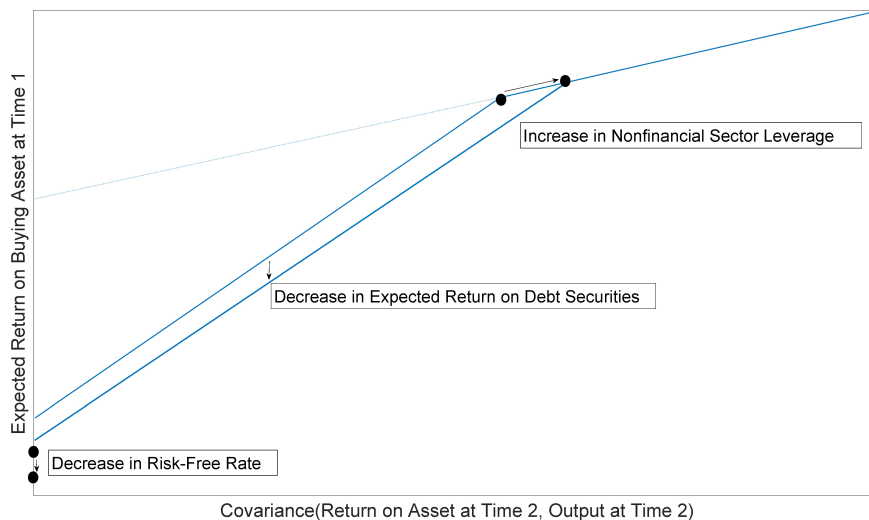 Expected Return on Buying Asset at Time 1
Increase in Nonfinancial Sector Leverage
Decrease in Expected Return on Debt Securities
Decrease in Risk-Free Rate
Covariance(Return on Asset at Time 2, Output at Time 2)